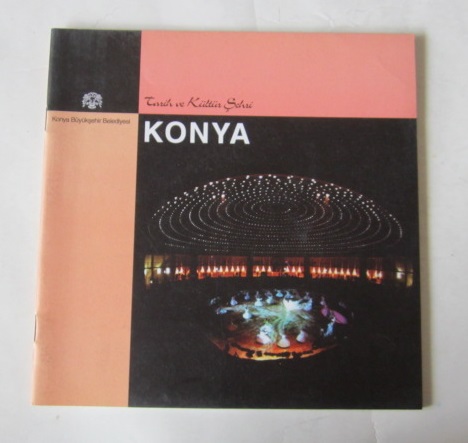 Tarih ve Kültür Şehri
Konya Büyükşehir Belediyesi
KONYA